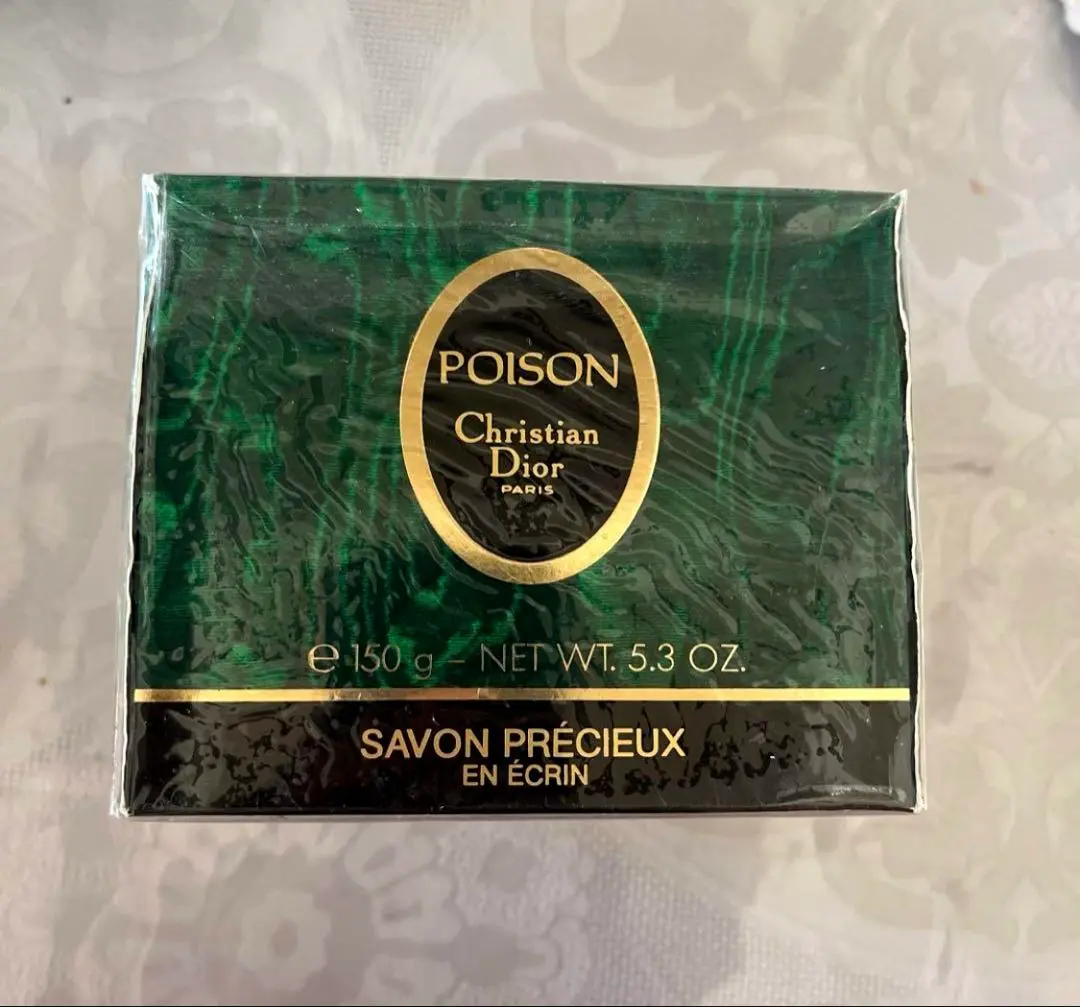 POISON
Christian
Dior
PARIS
℮ 150 g – NET WT. 5.3 OZ.
SAVON PRÉCIEUX
EN ÉCRIN